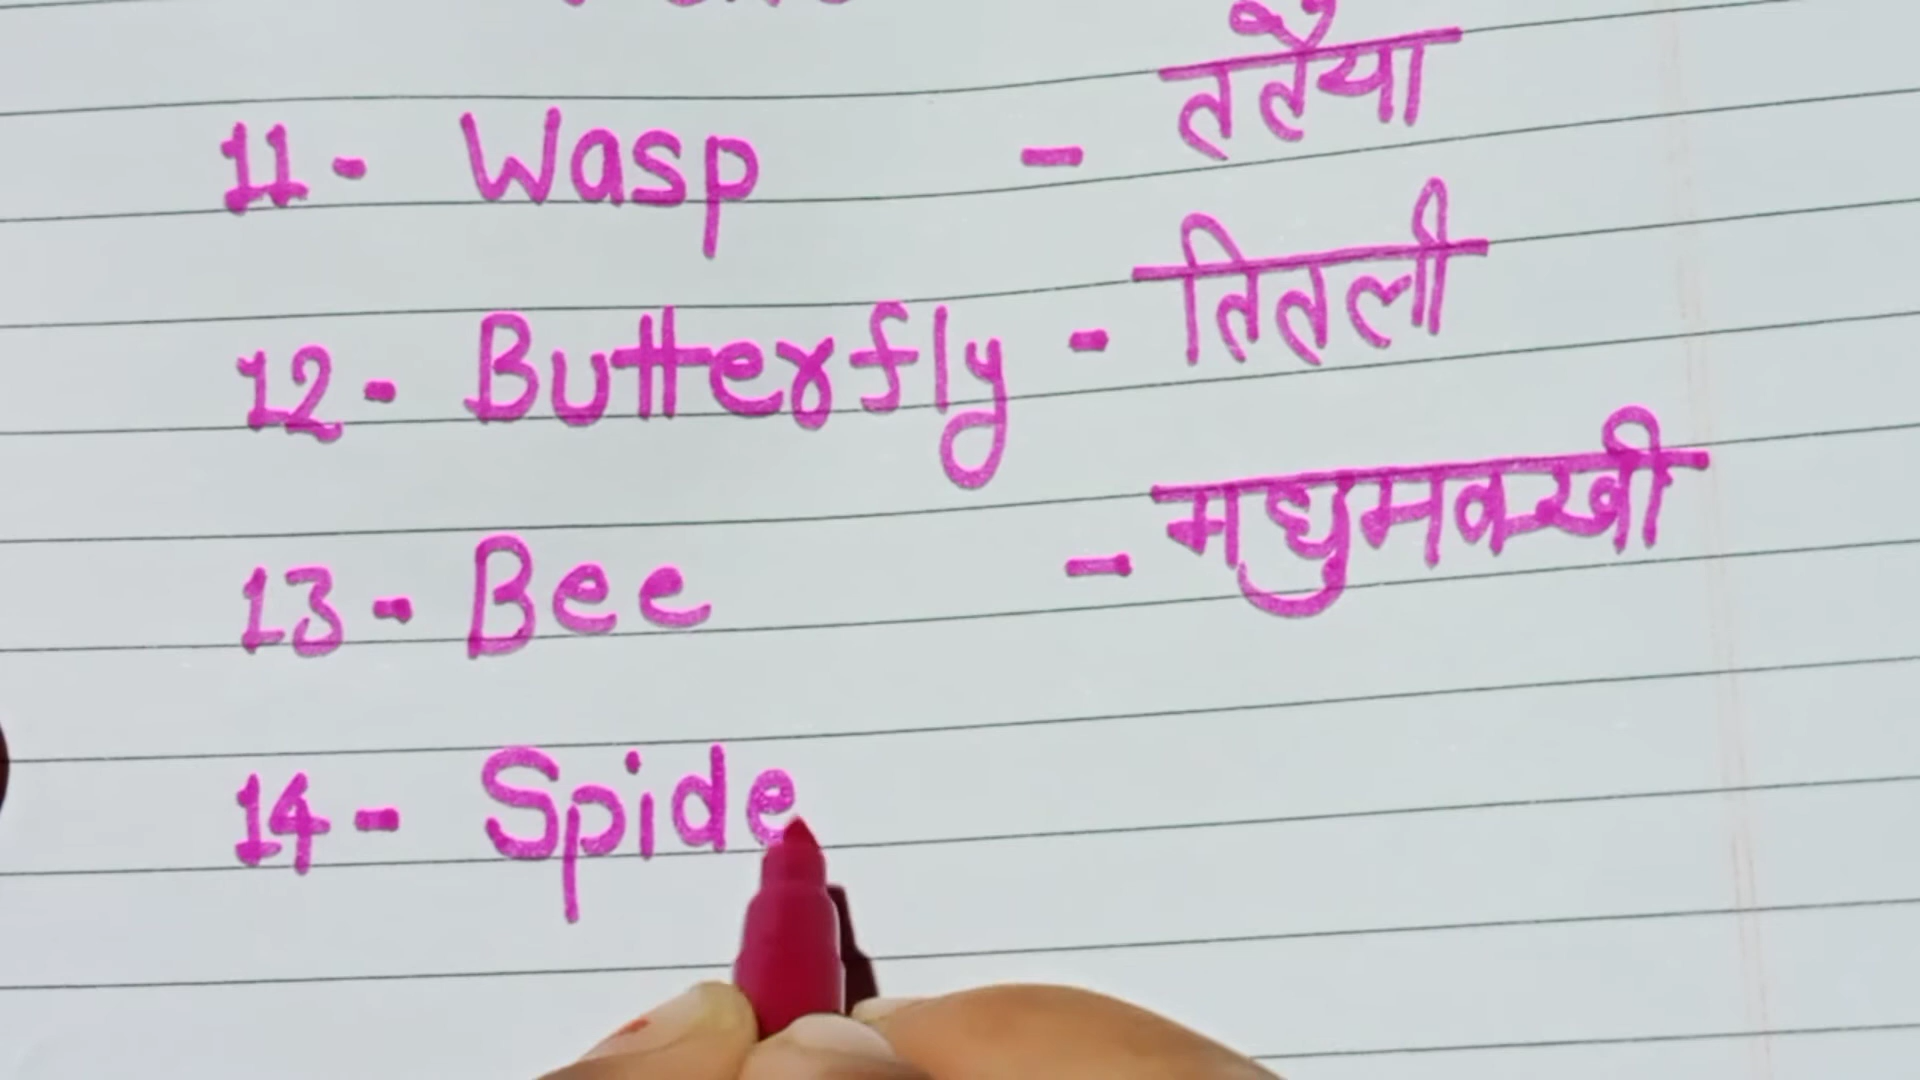 11- Wasp - ततैया
12- Butterfly - तितली
13- Bee - मधुमक्खी
14- Spide